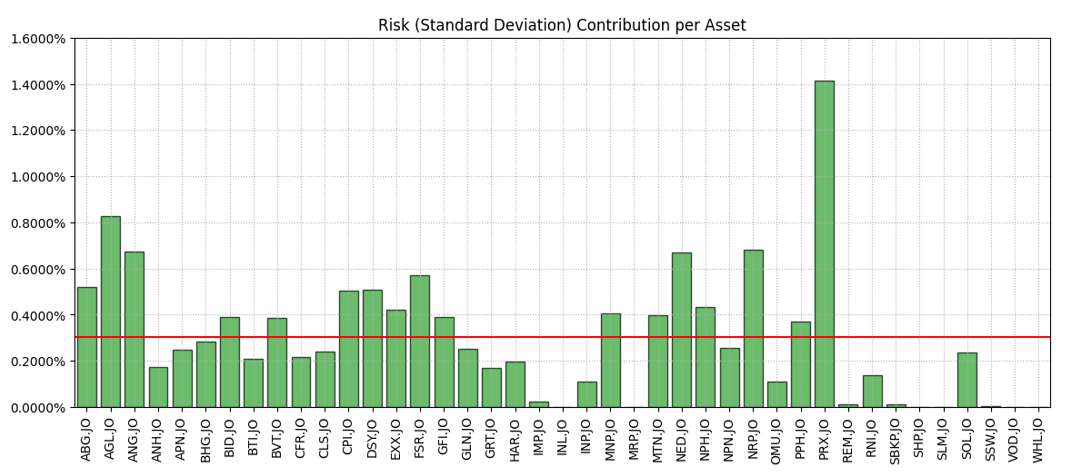 Risk (Standard Deviation) Contribution per Asset
1.6000%
1.4000%
1.2000%
1.0000%
0.8000%
0.6000%
0.4000%
0.2000%
0.0000%
ABG.JO
AGL.JO
ANG.JO
ANH.JO
APN.JO
BHG.JO
BID.JO
BTI.JO
BVT.JO
CFR.JO
CLS.JO
CPI.JO
DSY.JO
EXX.JO
FSR.JO
GFI.JO
GLN.JO
GRT.JO
HAR.JO
IMP.JO
INL.JO
INP.JO
MNP.JO
MRP.JO
MTN.JO
NED.JO
NPH.JO
NPN.JO
NRP.JO
OMU.JO
PPH.JO
PRX.JO
REM.JO
RNI.JO
SBKP.JO
SHP.JO
SLM.JO
SOL.JO
SSW.JO
VOD.JO
WHL.JO